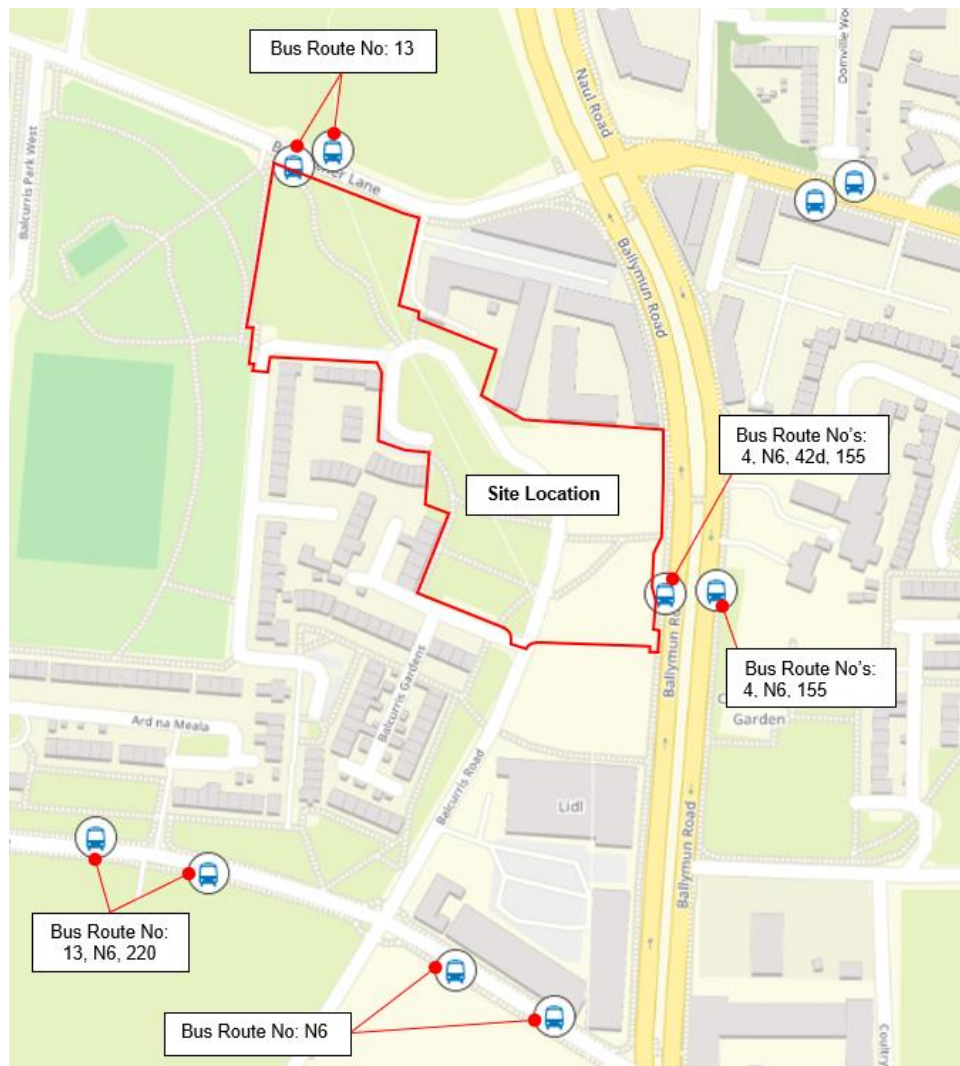 Bus Route No: 13
Balcurris Park West
Lane
Naul Road
Ballymun Road
Bus Route No's:
4, N6, 42d, 155
Site Location
Bus Route No's:
4, N6, 155
Garden
Ballymun
Ard na Meala
Balcurris Gardens
Balcurris Road
Lidl
Ballymun Road
Bus Route No:
13, N6, 220
Bus Route No: N6